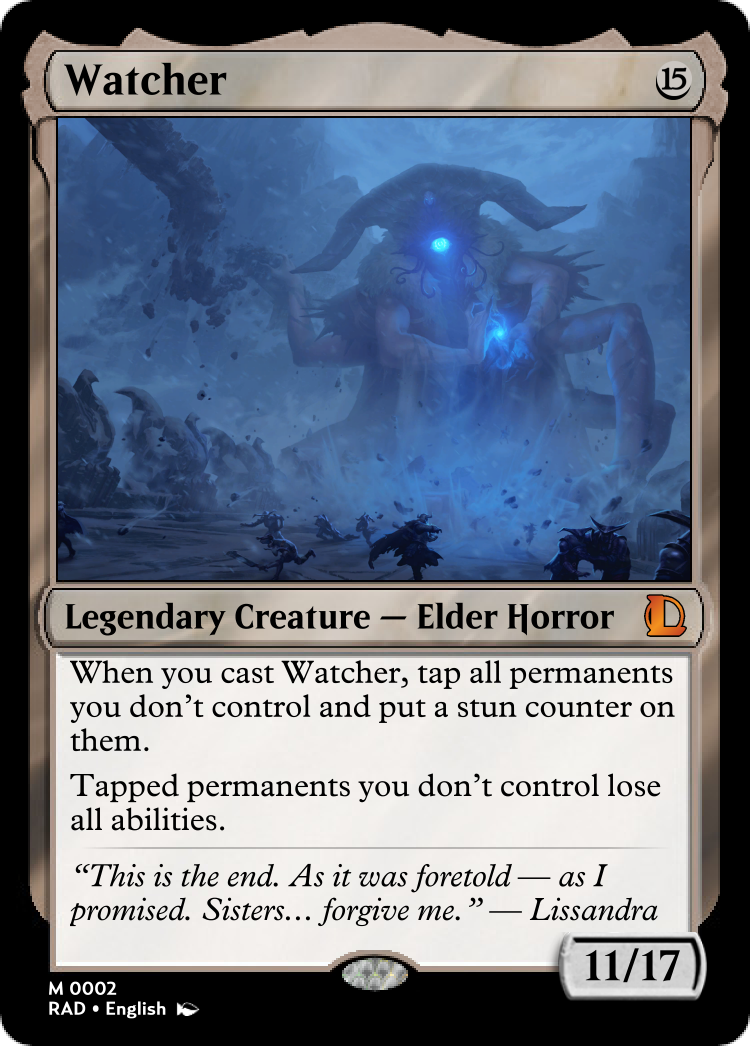 Watcher 15
Legendary Creature — Elder Horror
When you cast Watcher, tap all permanents
you don’t control and put a stun counter on
them.
Tapped permanents you don’t control lose
all abilities.
“This is the end. As it was foretold — as I
promised. Sisters... forgive me.” — Lissandra
11/17
M 0002
RAD • English